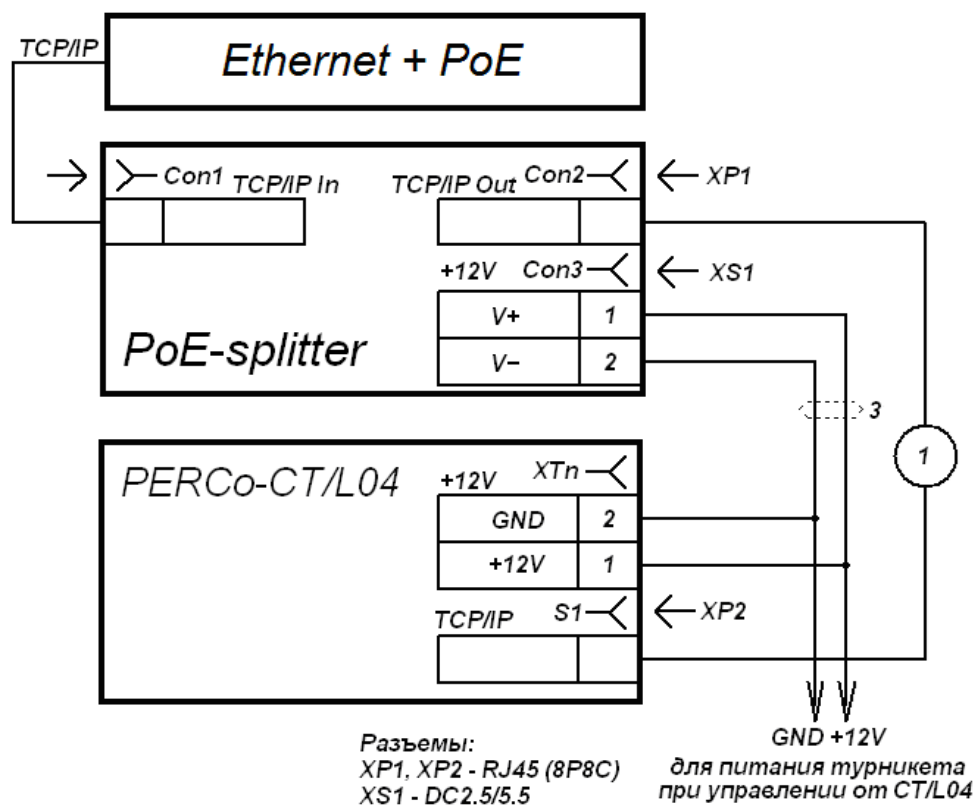 TCP/IP
Ethernet + PoE
Con1
TCP/IP In
TCP/IP Out
Con2
XP1
+12V
Con3
XS1
V+
1
V–
2
PoE-splitter
3
1
PERCo-CT/L04
+12V
XTn
GND
2
+12V
1
TCP/IP
S1
XP2
GND +12V
для питания турникета
при управлении от CT/L04
Разъемы:
XP1, XP2 - RJ45 (8P8C)
XS1 - DC2.5/5.5